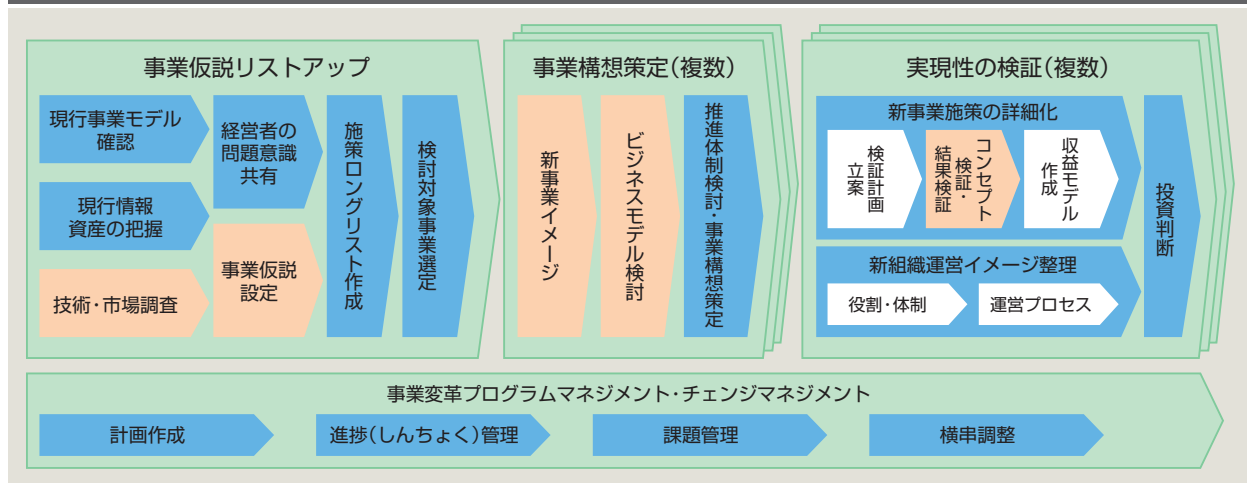 事業仮説リストアップ
現行事業モデル
確認
現行情報
資産の把握
技術・市場調査
経営者の
問題意識
共有
事業仮説
設定
施策ロングリスト作成
検討対象事業選定
事業構想策定(複数)
新事業イメージ
ビジネスモデル検討
推進体制検討・事業構想策定
実現性の検証(複数)
新事業施策の詳細化
検証計画
立案
コンセプト
検証・
結果検証
収益モデル
作成
新組織運営イメージ整理
役割・体制
運営プロセス
投資判断
事業変革プログラムマネジメント・チェンジマネジメント
計画作成
進捗(しんちょく)管理
課題管理
横串調整